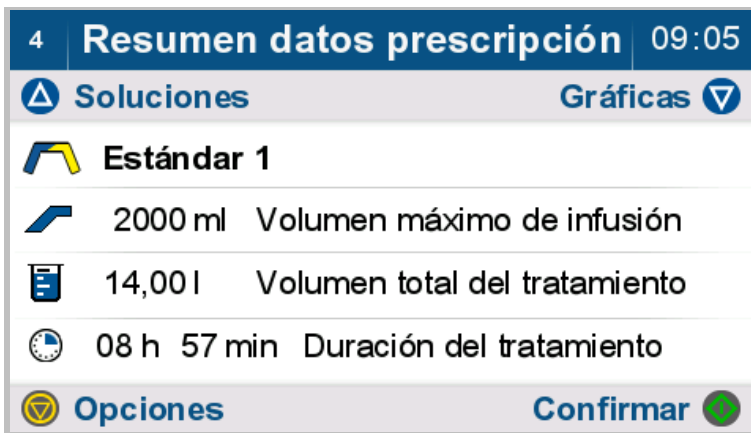 4 Resumen datos prescripción 09:05
Soluciones Gráficas
Estándar 1
2000 ml Volumen máximo de infusión
14,00 l Volumen total del tratamiento
08 h 57 min Duración del tratamiento
Opciones Confirmar